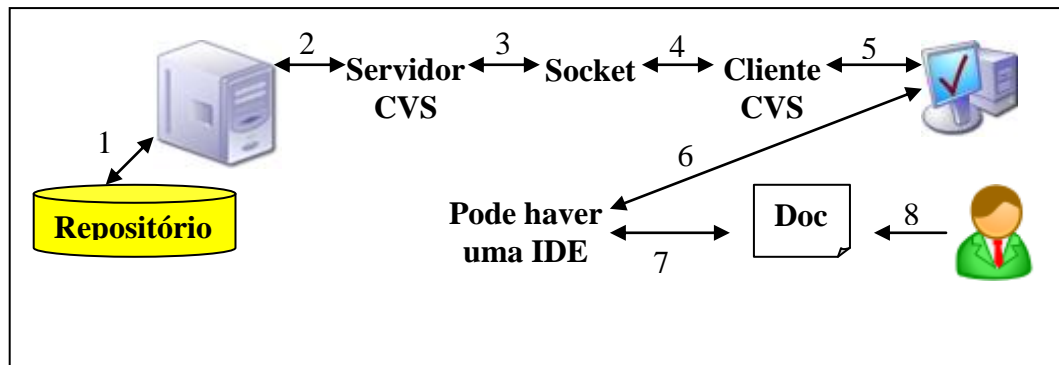 2
3
4
5
Servidor
CVS
Socket
Cliente
CVS
1
6
Repositório
Pode haver
uma IDE
7
Doc
8